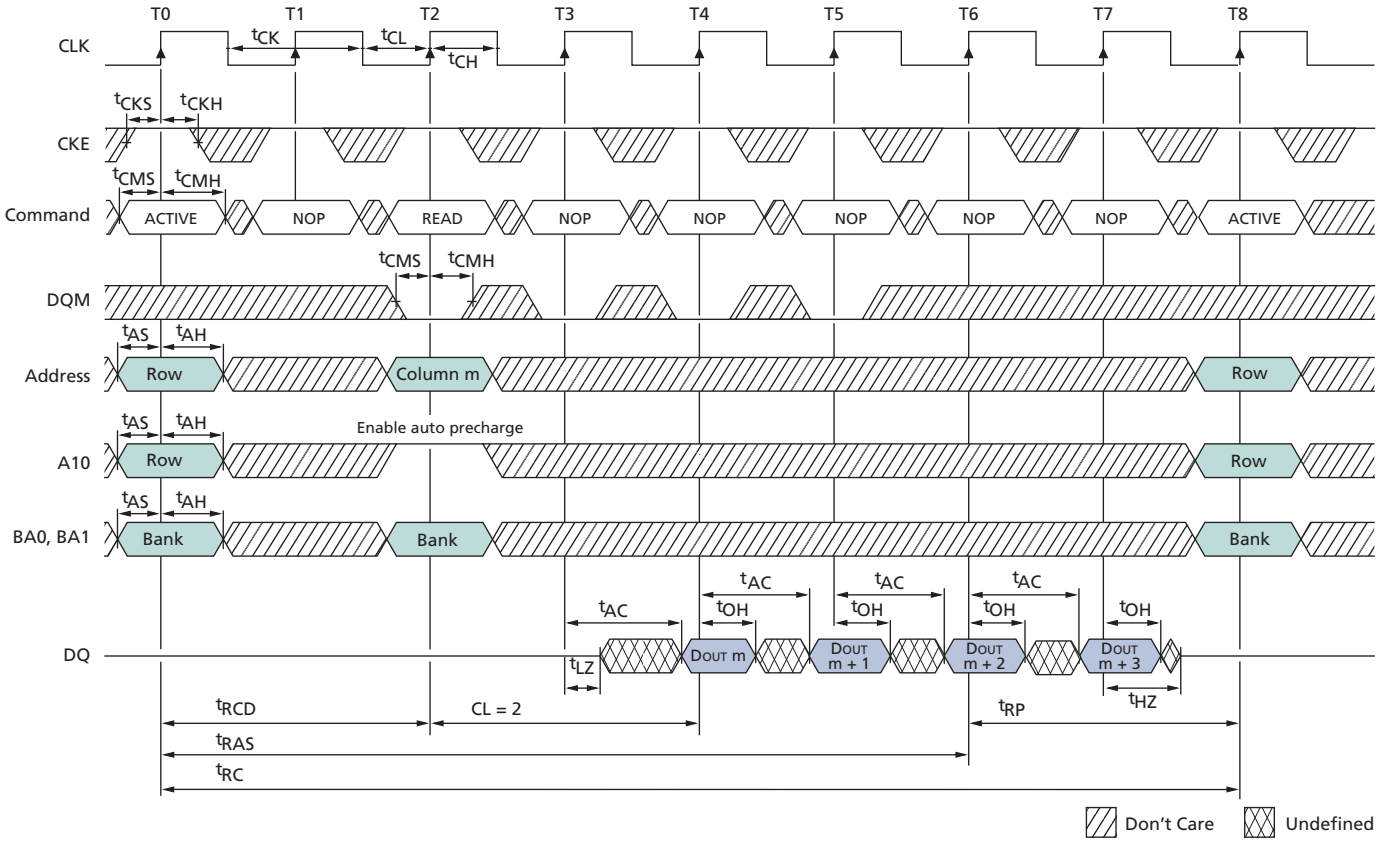 T0 T1 T2 T3 T4 T5 T6 T7 T8
CLK
tCK tCL
tCH
tCKS tCKH
CKE
tCMS tCMH
Command ACTIVE NOP READ NOP NOP NOP NOP NOP ACTIVE
tCMS tCMH
DQM
tAS tAH
Address Row Column m Row
tAS tAH
Enable auto precharge
A10 Row Row
tAS tAH
BA0, BA1 Bank Bank Bank
tAC tAC tAC
tAC tOH tOH tOH tOH
DQ DOUT m DOUT m + 1 DOUT m + 2 DOUT m + 3
tLZ tHZ
tRCD CL = 2 tRP
tRAS
tRC
Don't Care Undefined